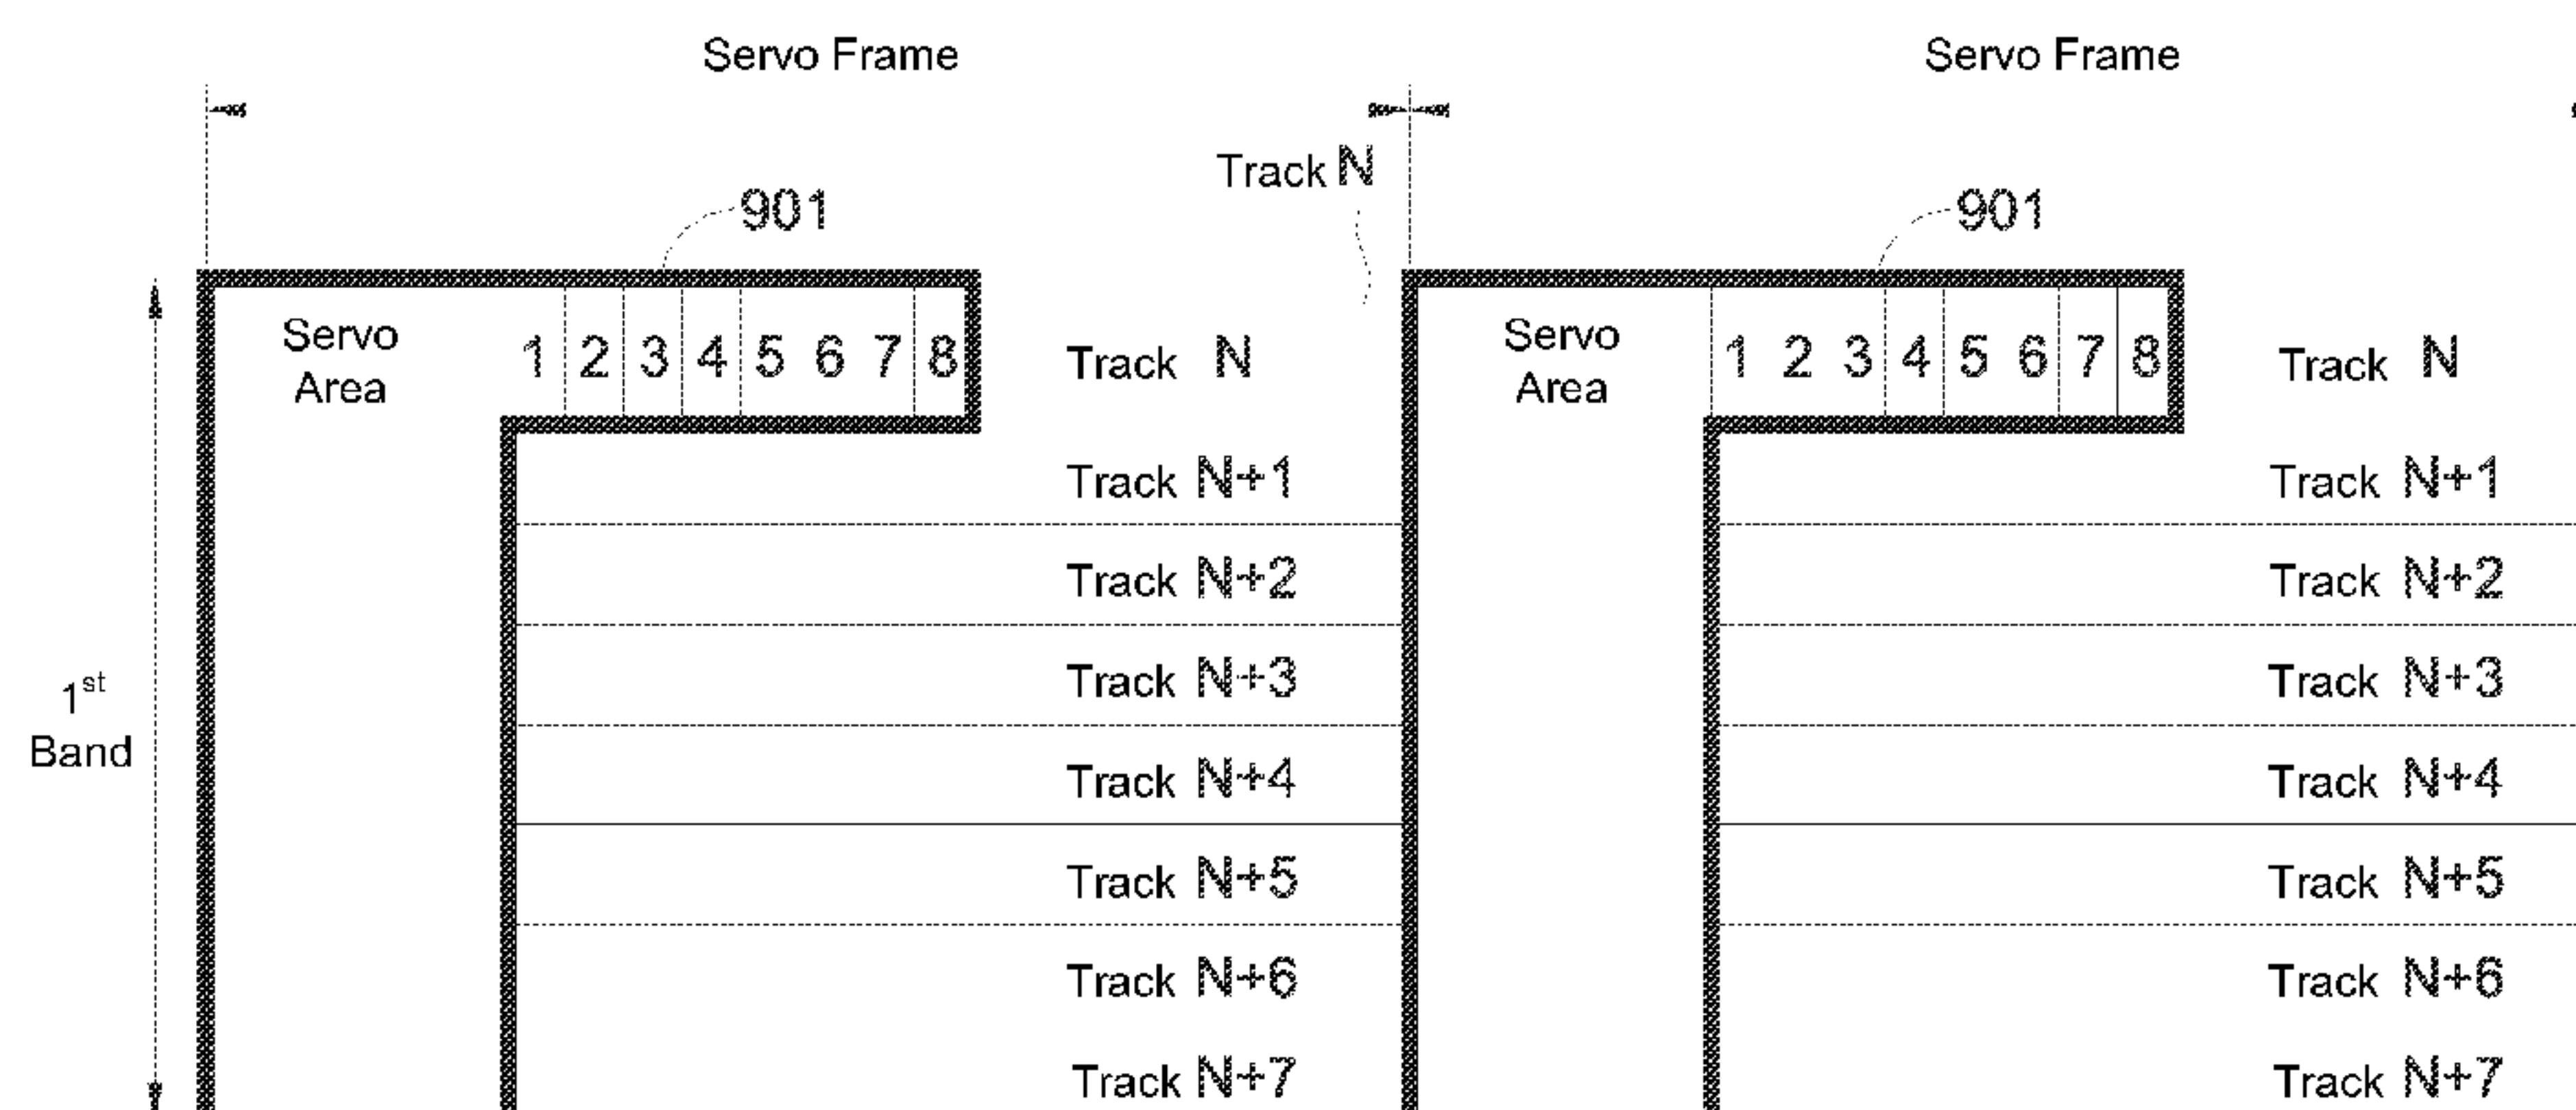 Servo Frame Servo Frame
Track N
901 901
Servo Area 1 2 3 4 5 6 7 8 Track N Servo Area 1 2 3 4 5 6 7 8 Track N
Track N+1 Track N+1
Track N+2 Track N+2
Track N+3 Track N+3
1st Band
Track N+4 Track N+4
Track N+5 Track N+5
Track N+6 Track N+6
Track N+7 Track N+7